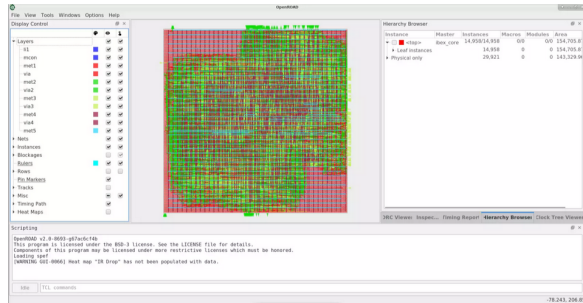 OpenROAD
File View Tools Windows Options Help
Display Control
Layers
li1
mcon
met1
via
met2
via2
met3
via3
met4
via4
met5
Nets
Instances
Blockages
Rulers
Rows
Pin Markers
Tracks
Misc
Timing Path
Heat Maps
Hierarchy Browser
Instance Master Instances Macros Modules Area
<top> ibex_core 14,958/14,958 0/0 0/0 154,705.8
Leaf instances 14,958 0 0 154,705.8
Physical only 29,921 0 0 143,329.9
DRC Viewer Inspec... Timing Report Hierarchy Browser Clock Tree Viewer
Scripting
OpenROAD v2.0-8693-g67ac6cf4b
This program is licensed under the BSD-3 license. See the LICENSE file for details.
Components of this program may be licensed under more restrictive licenses which must be honored.
Loading spef
[WARNING GUI-0066] Heat map "IR Drop" has not been populated with data.
Idle TCL commands
-78.243, 206.0